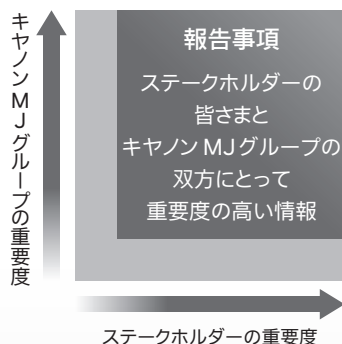 キヤノンMJグループの重要度
報告事項
ステークホルダーの
皆さまと
キヤノンMJグループの
双方にとって
重要度の高い情報
ステークホルダーの重要度